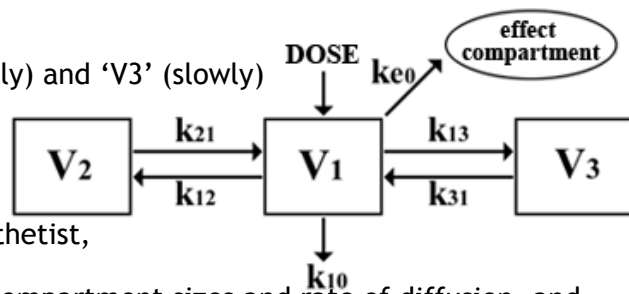 effect
compartment
DOSE
ke0
ly) and ‘V3’ (slowly)
k21
k13
V2
V1
V3
k12
k31
thetist,
k10
ompartment sizes and rate of diffusion, and